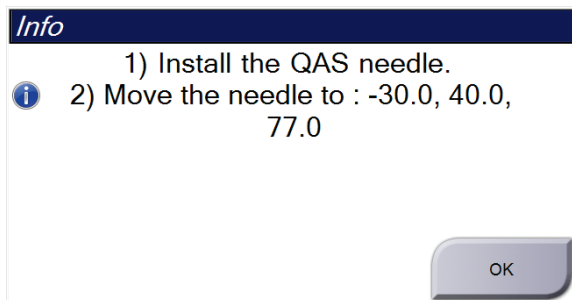 Info
1) Install the QAS needle.
2) Move the needle to : -30.0, 40.0,
77.0
OK